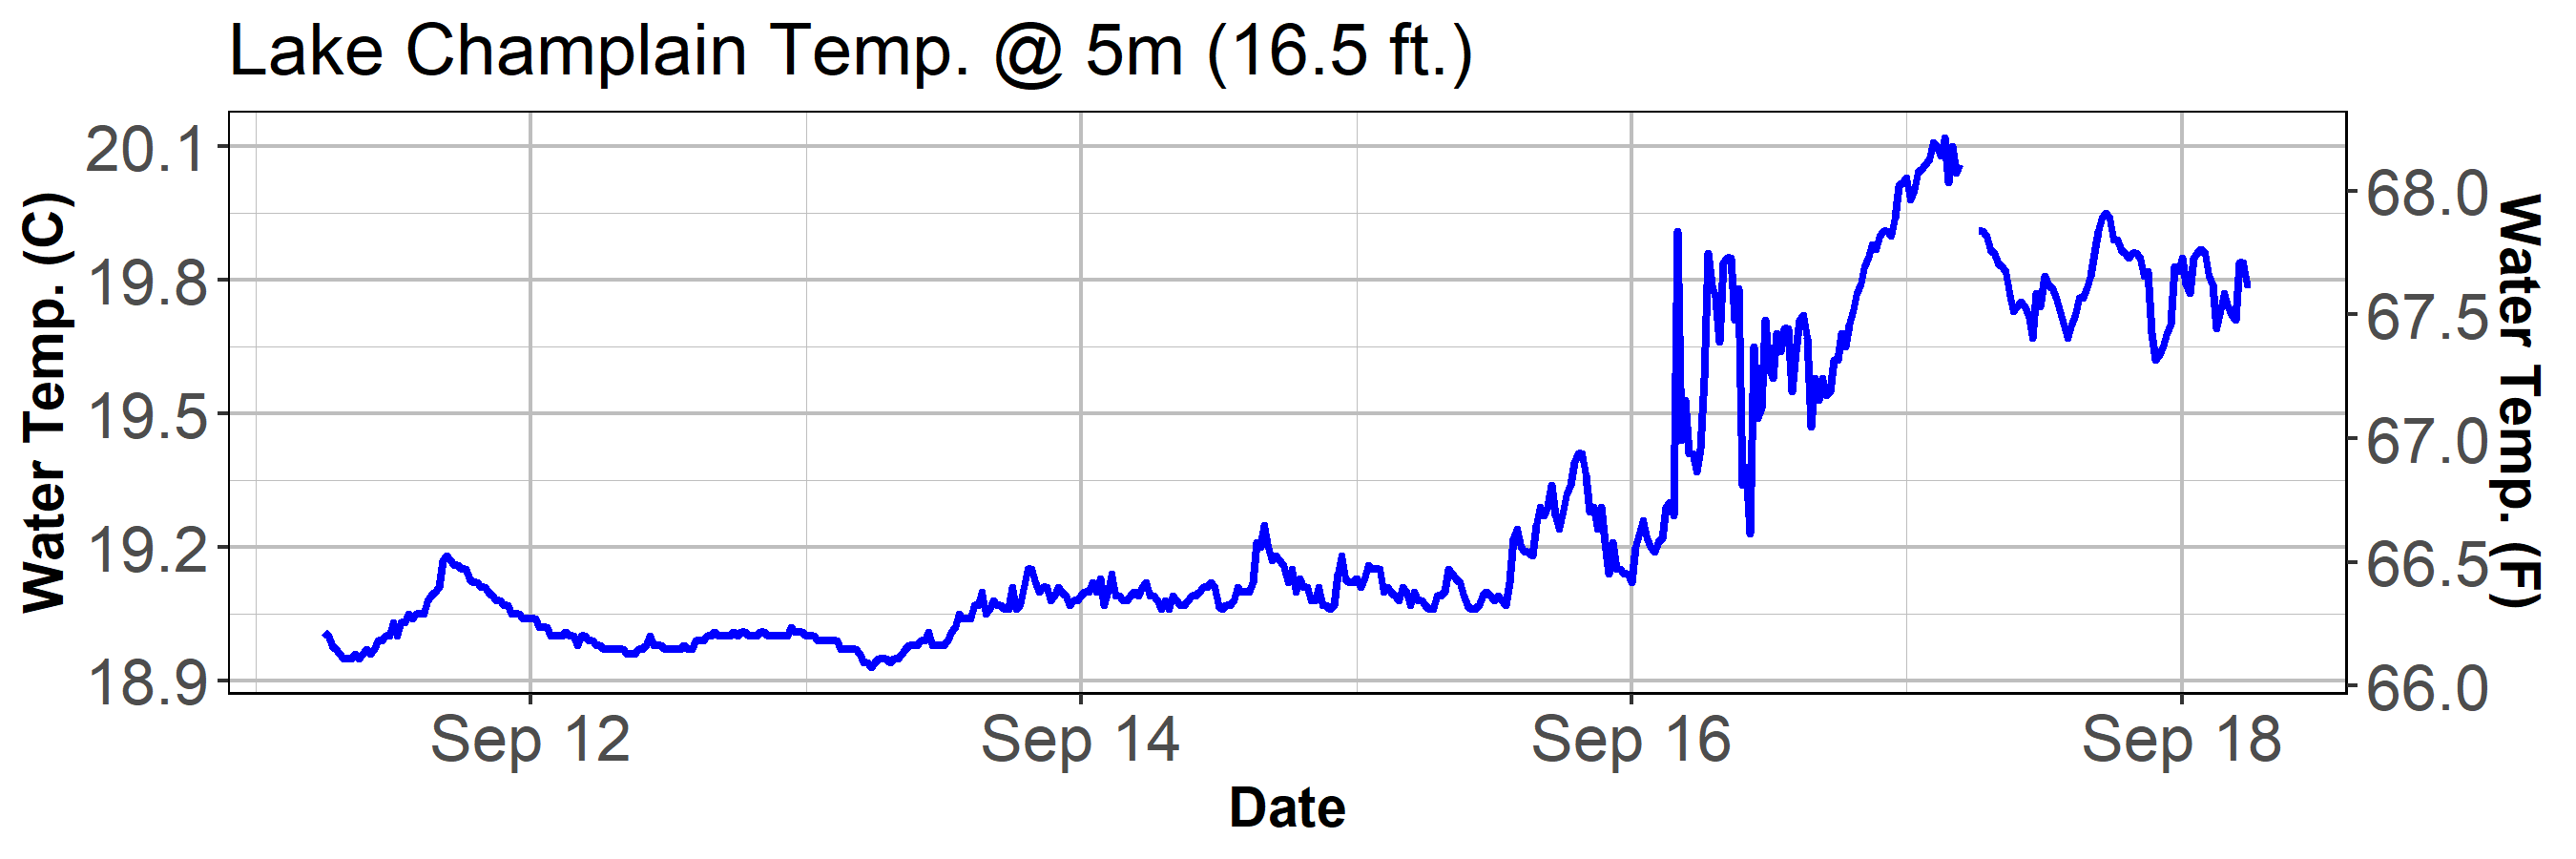 Lake Champlain Temp. @ 5m (16.5 ft.)
Water Temp. (C)
20.1
19.8
19.5
19.2
18.9
68.0
67.5
67.0
66.5
66.0
Water Temp. (F)
Sep 12 Sep 14 Sep 16 Sep 18
Date